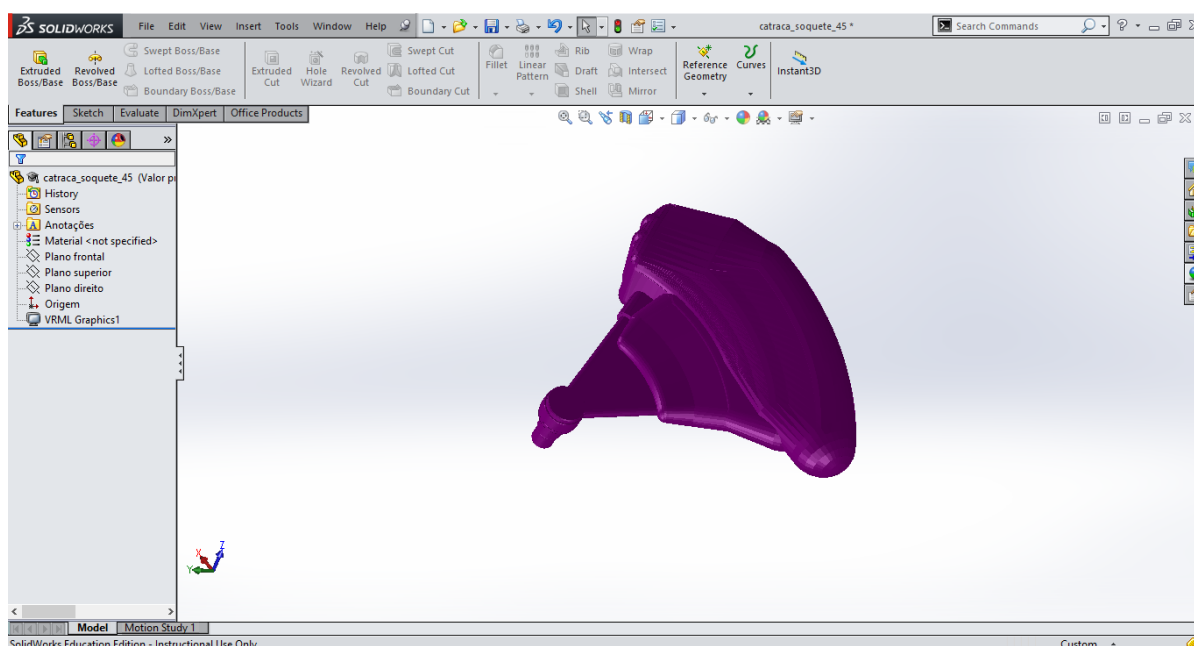 SOLIDWORKS File Edit View Insert Tools Window Help catraca_soquete_45 * Search Commands
Extruded Boss/Base Revolved Boss/Base Swept Boss/Base Lofted Boss/Base Boundary Boss/Base Extruded Cut Hole Wizard Revolved Cut Swept Cut Lofted Cut Boundary Cut Fillet Linear Pattern Rib Draft Shell Wrap Intersect Mirror Reference Geometry Curves Instant3D
Features Sketch Evaluate DimXpert Office Products
catraca_soquete_45 (Valor
History
Sensors
Anotações
Material <not specified>
Plano frontal
Plano superior
Plano direito
Origem
VRML Graphics1
X Z
Y
Model Motion Study 1
SolidWorks Education Edition - Instructional Use Only Custom